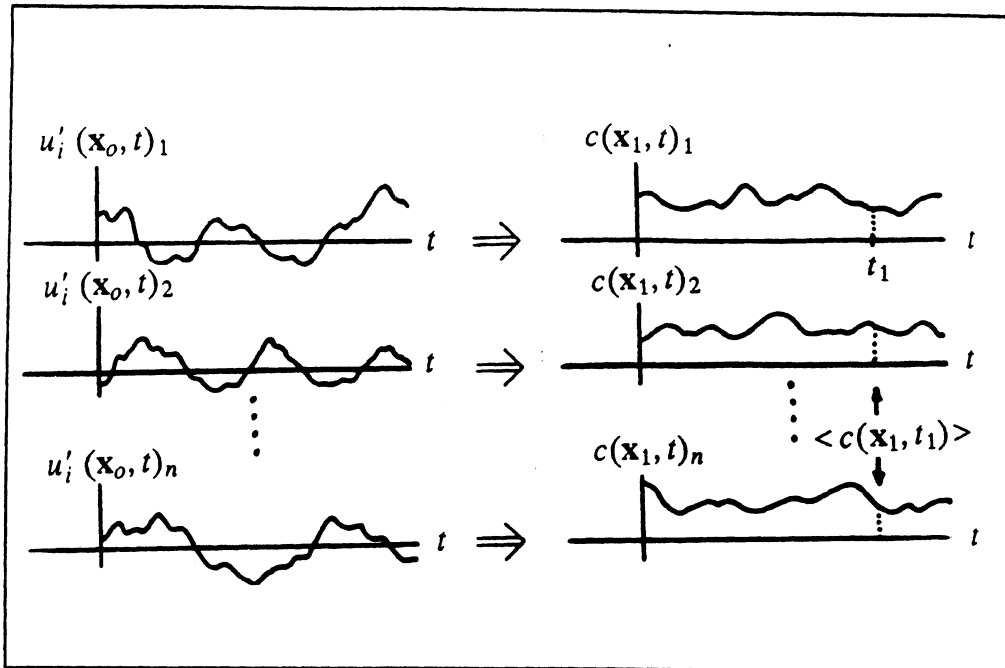 u′ᵢ (x₀, t)₁ c(x₁, t)₁
t ⇒ t
t₁
u′ᵢ (x₀, t)₂ c(x₁, t)₂
t ⇒ t
< c(x₁, t₁) >
u′ᵢ (x₀, t)ₙ c(x₁, t)ₙ
t ⇒ t